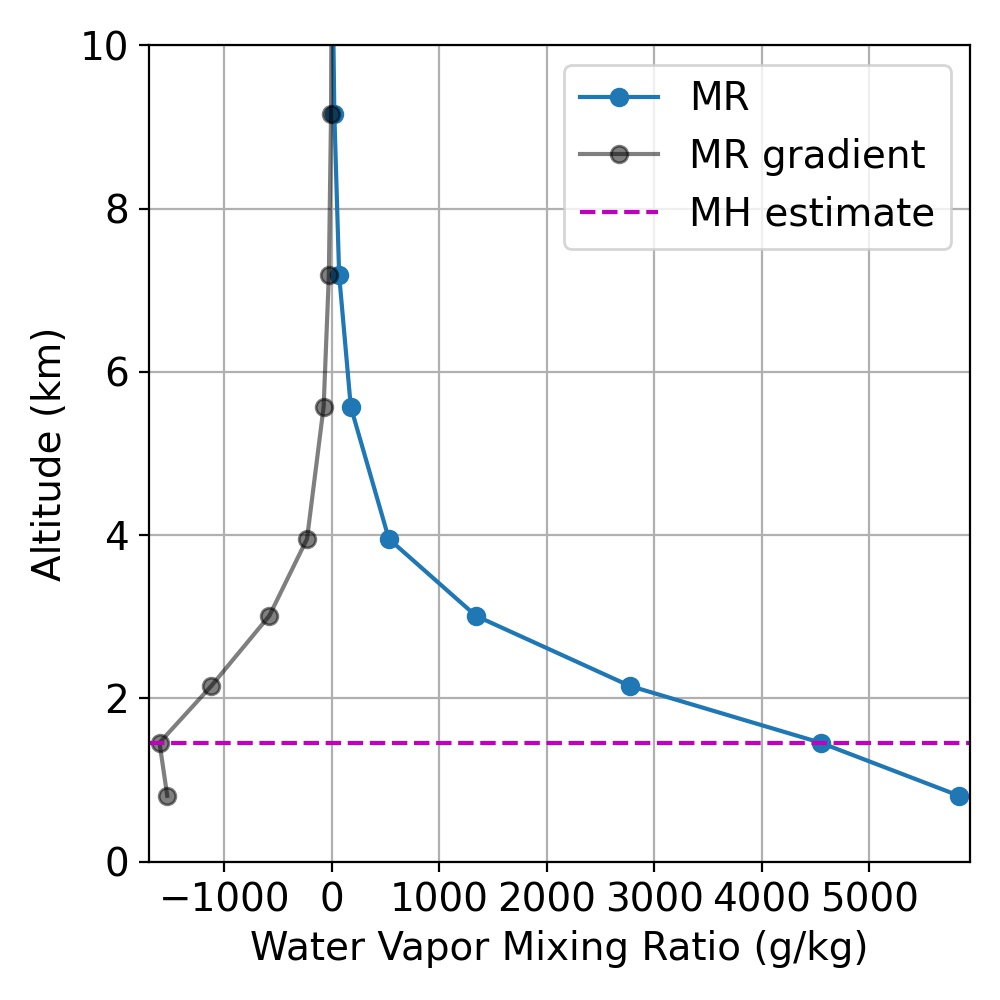 10
8
6
4
2
0
Altitude (km)
MR
MR gradient
MH estimate
−1000 0 1000 2000 3000 4000 5000
Water Vapor Mixing Ratio (g/kg)